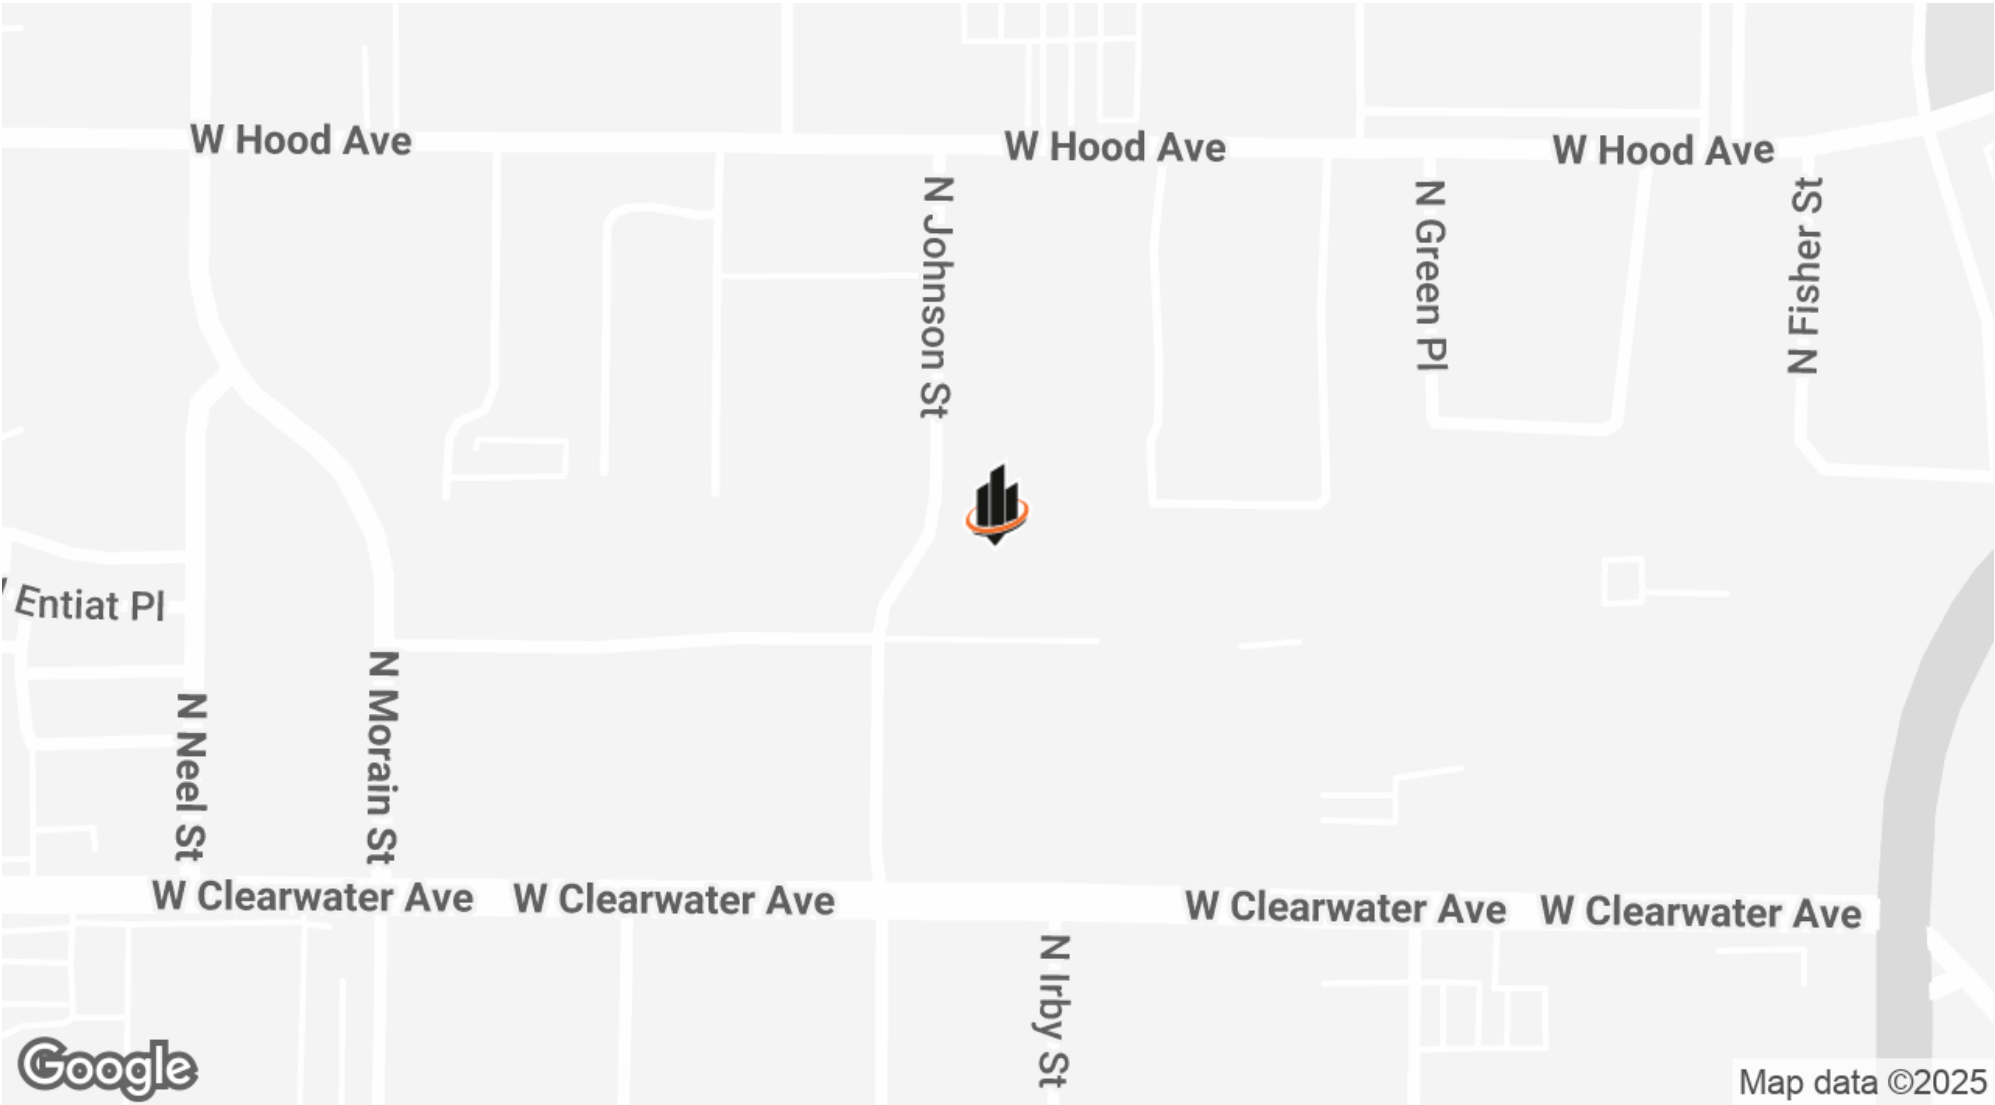 W Hood Ave
W Hood Ave
W Hood Ave
N Johnson St
N Green Pl
N Fisher St
Entiat Pl
N Neel St
N Morain St
W Clearwater Ave
W Clearwater Ave
W Clearwater Ave
W Clearwater Ave
N Irby St
Google
Map data ©2025